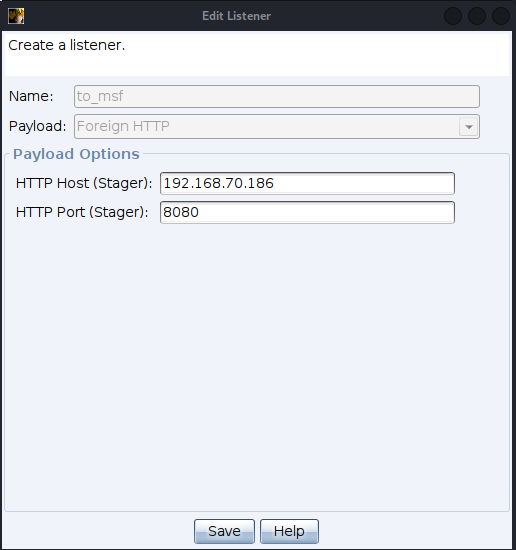 Edit Listener
Create a listener.
Name: to_msf
Payload: Foreign HTTP
Payload Options
HTTP Host (Stager): 192.168.70.186
HTTP Port (Stager): 8080
Save Help